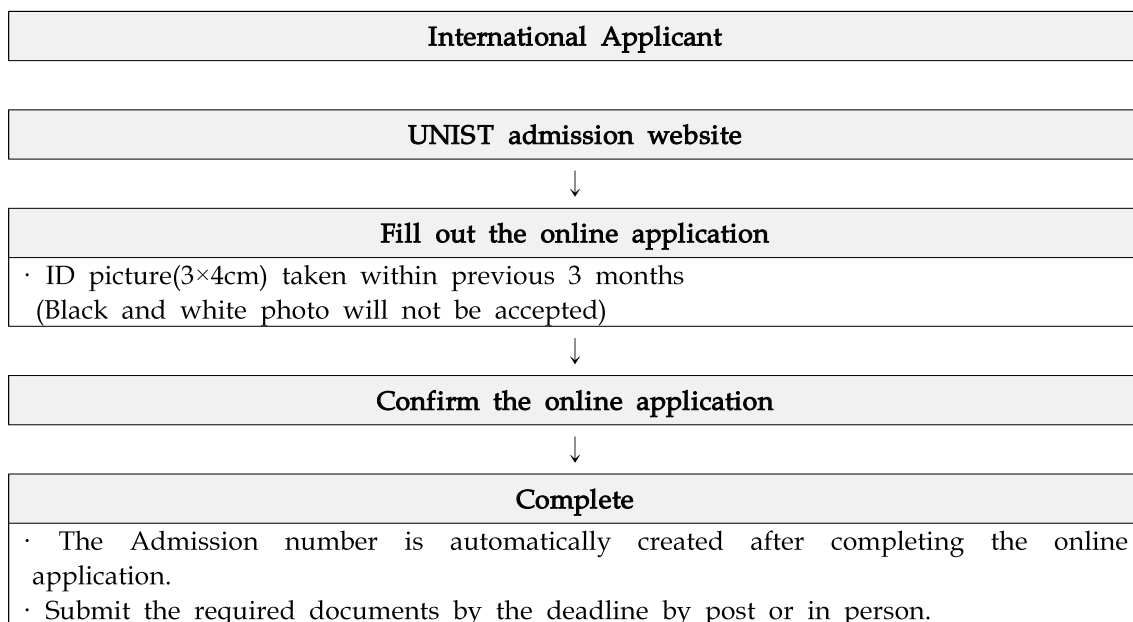 International Applicant
UNIST admission website
↓
Fill out the online application
· ID picture(3×4cm) taken within previous 3 months
(Black and white photo will not be accepted)
↓
Confirm the online application
↓
Complete
· The Admission number is automatically created after completing the online
application.
· Submit the required documents by the deadline by post or in person.